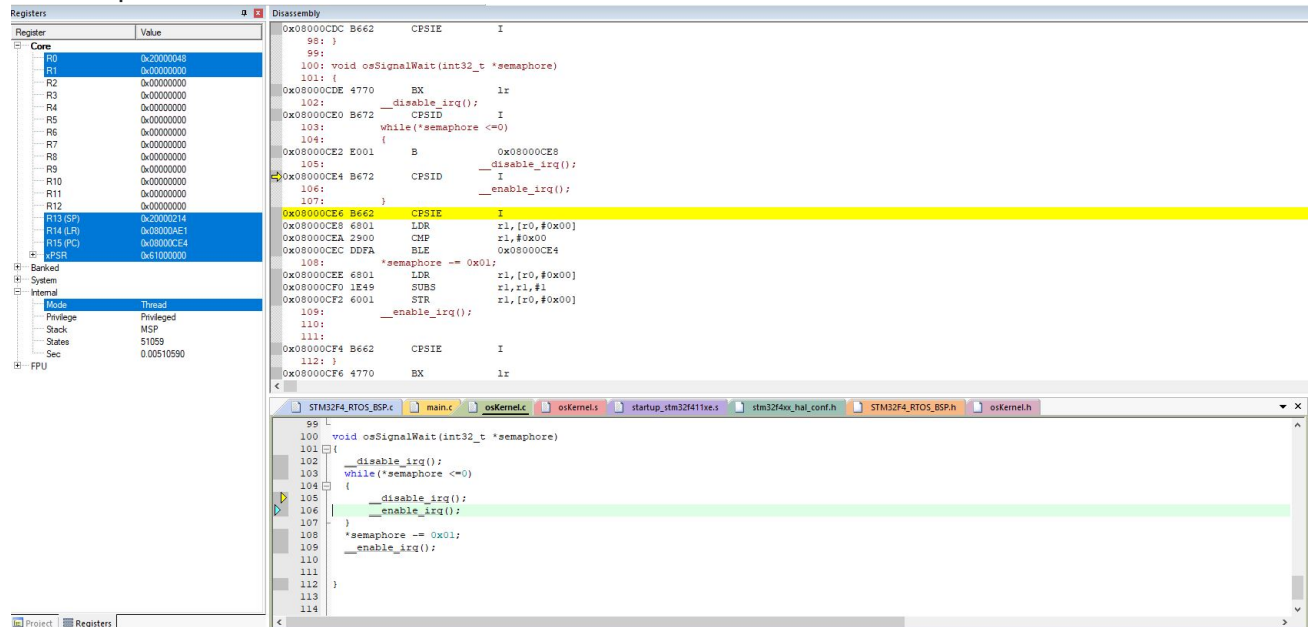 Registers
Register Value
Core
R0 0x20000048
R1 0x00000000
R2 0x00000000
R3 0x00000000
R4 0x00000000
R5 0x00000000
R6 0x00000000
R7 0x00000000
R8 0x00000000
R9 0x00000000
R10 0x00000000
R11 0x00000000
R12 0x00000000
R13 (SP) 0x20000214
R14 (LR) 0x08000AE1
R15 (PC) 0x08000CE4
xPSR 0x61000000
Banked
System
Internal
Mode Thread
Privilege Privileged
Stack MSP
States 51059
Sec 0.00510590
FPU
Project Registers
Disassembly
0x08000CDC B662 CPSIE I
98: }
99:
100: void osSignalWait(int32_t *semaphore)
101: {
0x08000CDE 4770 BX lr
102: __disable_irq();
0x08000CE0 B672 CPSID I
103: while(*semaphore <=0)
104: {
0x08000CE2 E001 B 0x08000CE8
105: __disable_irq();
0x08000CE4 B672 CPSID I
106: __enable_irq();
107: }
0x08000CE6 B662 CPSIE I
0x08000CE8 6801 LDR r1,[r0,#0x00]
0x08000CEA 2900 CMP r1,#0x00
0x08000CEC DDFA BLE 0x08000CE4
108: *semaphore -= 0x01;
0x08000CEE 6801 LDR r1,[r0,#0x00]
0x08000CF0 1E49 SUBS r1,r1,#1
0x08000CF2 6001 STR r1,[r0,#0x00]
109: __enable_irq();
110:
111:
0x08000CF4 B662 CPSIE I
112: }
0x08000CF6 4770 BX lr
STM32F4_RTOS_BSP.c main.c osKernel.c osKernel.s startup_stm32f411xe.s stm32f4xx_hal_conf.h STM32F4_RTOS_BSP.h osKernel.h
99
100 void osSignalWait(int32_t *semaphore)
101 {
102 __disable_irq();
103 while(*semaphore <=0)
104 {
105 __disable_irq();
106 __enable_irq();
107 }
108 *semaphore -= 0x01;
109 __enable_irq();
110
111
112 }
113
114